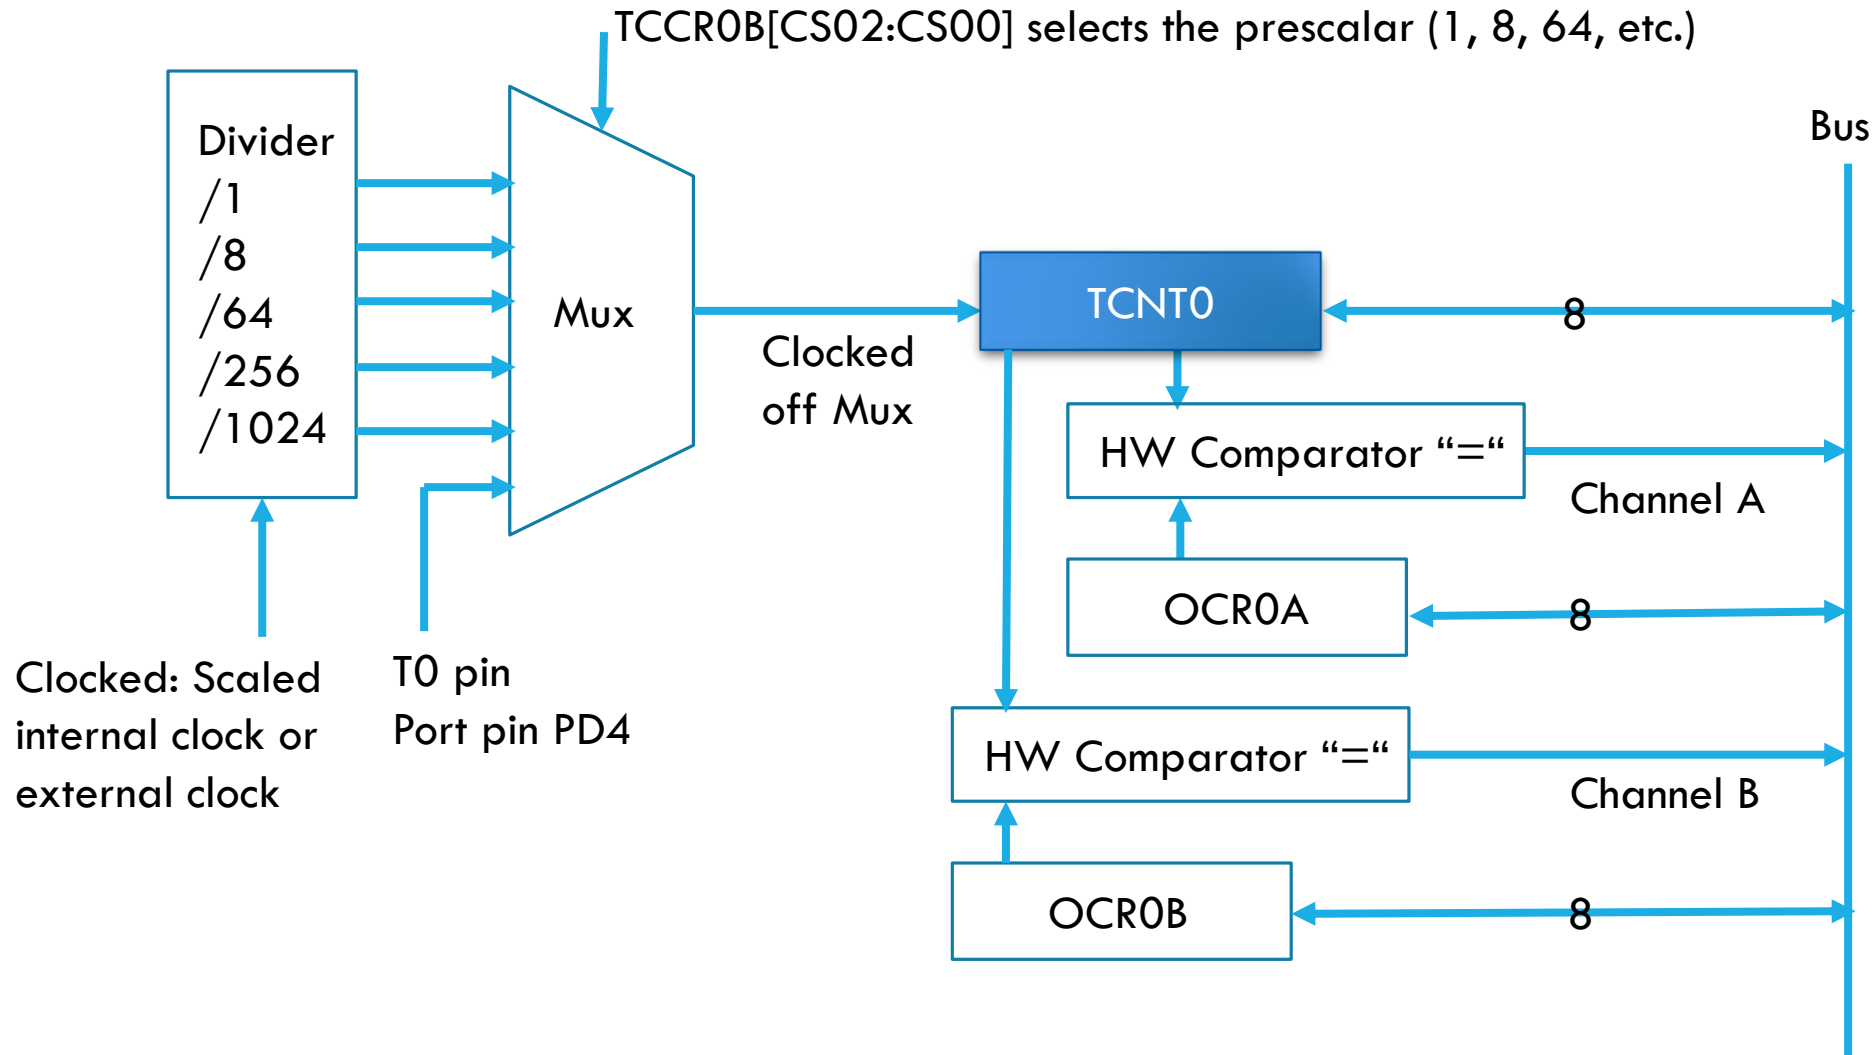 TCCR0B[CS02:CS00] selects the prescalar (1, 8, 64, etc.)
Bus
Divider
/1
/8
/64
/256
/1024
Mux
Clocked
off Mux
TCNT0
8
HW Comparator “=“
Channel A
OCR0A
8
Clocked: Scaled
internal clock or
external clock
T0 pin
Port pin PD4
HW Comparator “=“
Channel B
OCR0B
8